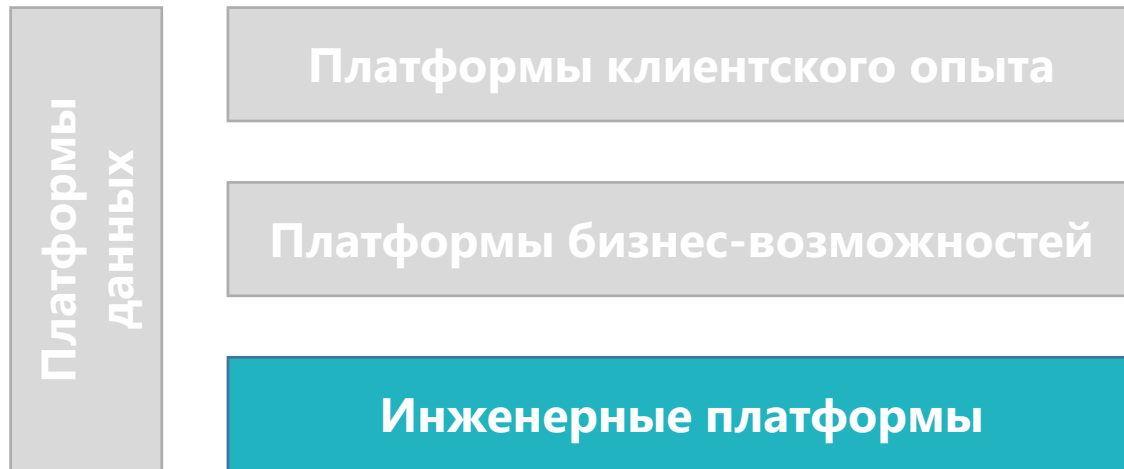 Платформы
данных
Платформы клиентского опыта
Платформы бизнес-возможностей
Инженерные платформы